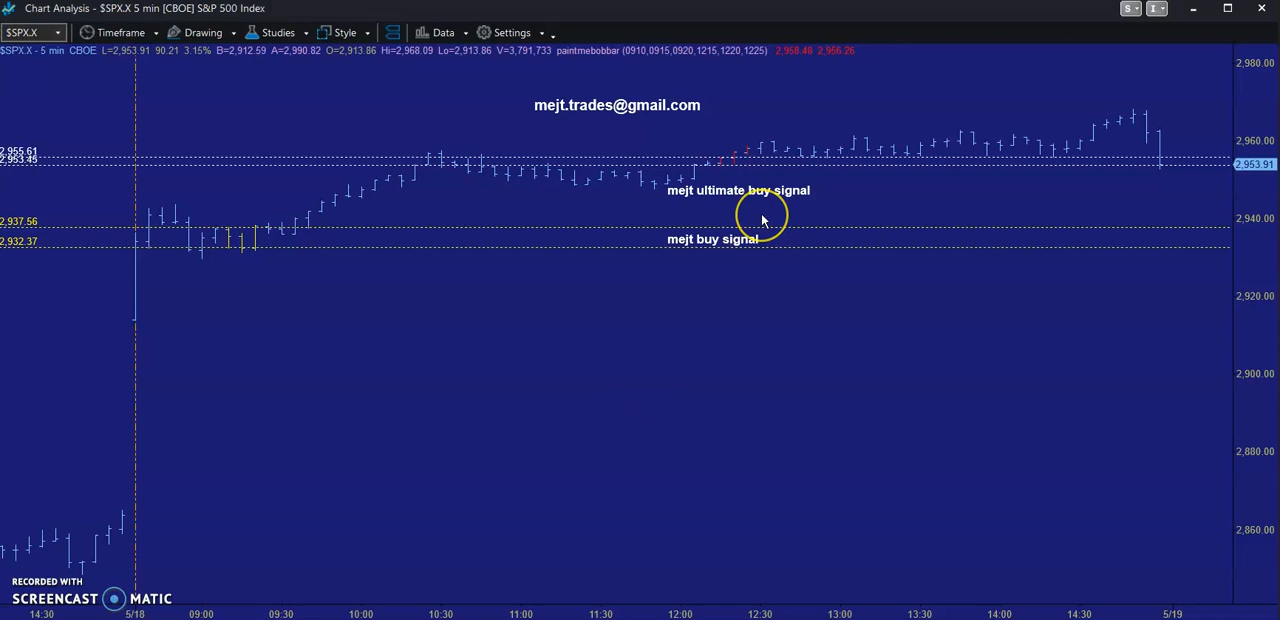 Chart Analysis - $SPX.X 5 min [CBOE] S&P 500 Index
S
I
$SPX.X Timeframe Drawing Studies Style Data Settings
$SPX.X - 5 min CBOE L=2,953.91 90.21 3.15% B=2,912.59 A=2,990.82 O=2,913.86 Hi=2,968.09 Lo=2,913.86 V=3,791,733 paintmebobbar (0910,0915,0920,1215,1220,1225) 2,958.48 2,956.26
2,980.00
mejt.trades@gmail.com
2,960.00
2,955.61
2,953.45
2,953.91
mejt ultimate buy signal
2,940.00
2,937.56
mejt buy signal
2,932.37
2,920.00
2,900.00
2,880.00
2,860.00
RECORDED WITH
SCREENCAST MATIC
14:30 5/18 09:00 09:30 10:00 10:30 11:00 11:30 12:00 12:30 13:00 13:30 14:00 14:30 5/19